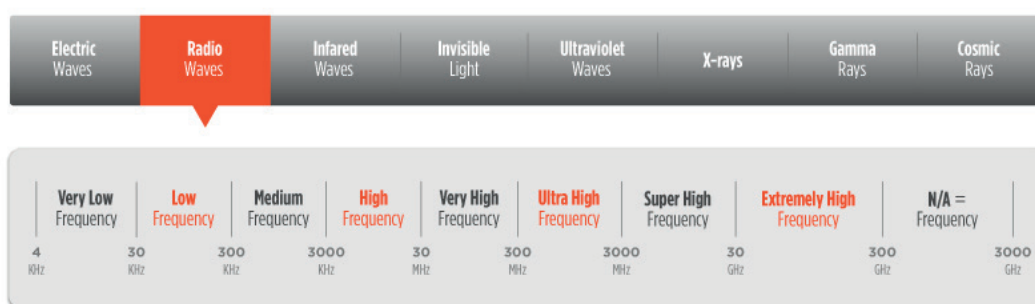 Electric
Waves
Radio
Waves
Infared
Waves
Invisible
Light
Ultraviolet
Waves
X-rays
Gamma
Rays
Cosmic
Rays
Very Low
Frequency
Low
Frequency
Medium
Frequency
High
Frequency
Very High
Frequency
Ultra High
Frequency
Super High
Frequency
Extremely High
Frequency
N/A =
Frequency
4
KHz
30
KHz
300
KHz
3000
KHz
30
MHz
300
MHz
3000
MHz
30
GHz
300
GHz
3000
GHz